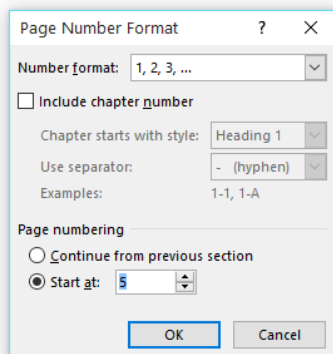 Page Number Format ?
Number format: 1, 2, 3, ...
Include chapter number
Chapter starts with style: Heading 1
Use separator: - (hyphen)
Examples: 1-1, 1-A
Page numbering
Continue from previous section
Start at: 5
OK Cancel